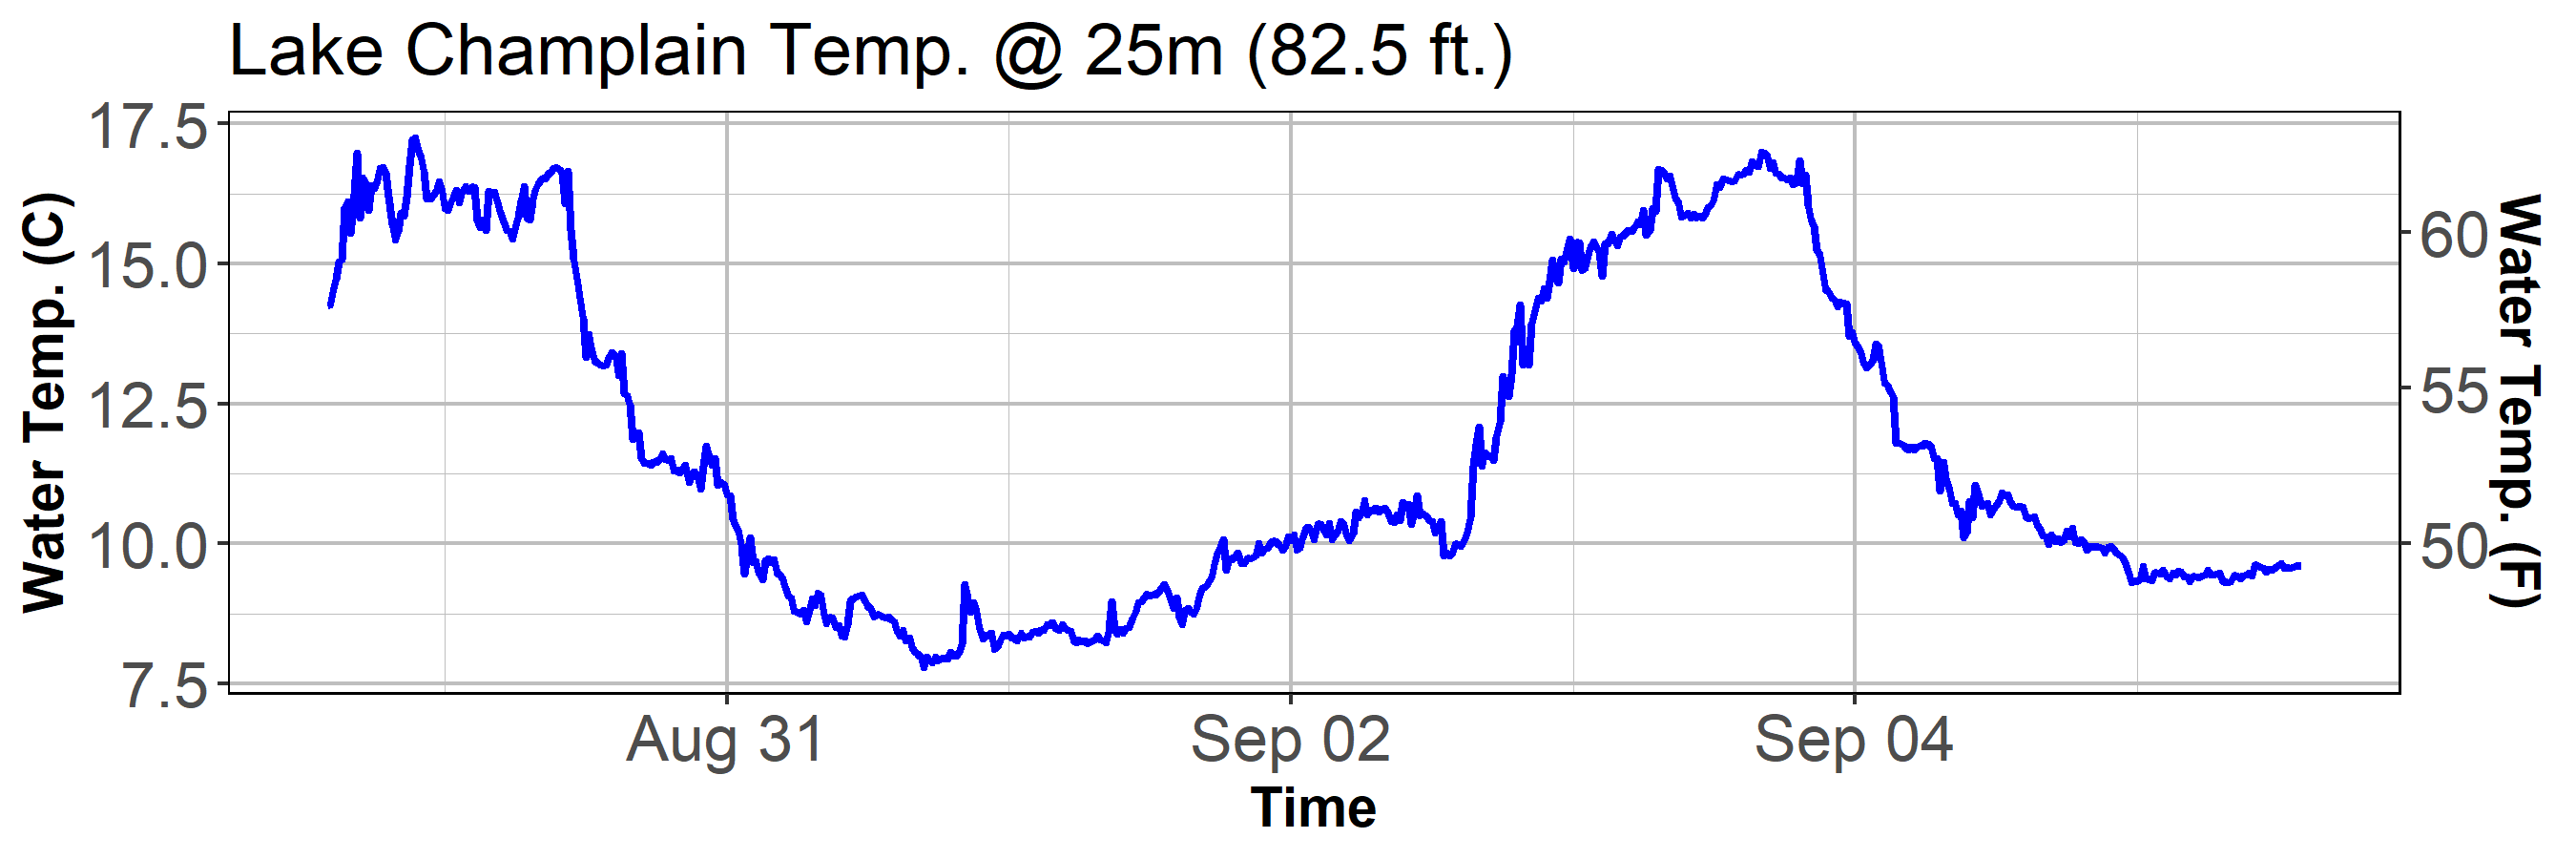 Lake Champlain Temp. @ 25m (82.5 ft.)
Water Temp. (C)
17.5
15.0
12.5
10.0
7.5
60
55
50
Water Temp. (F)
Aug 31
Sep 02
Sep 04
Time